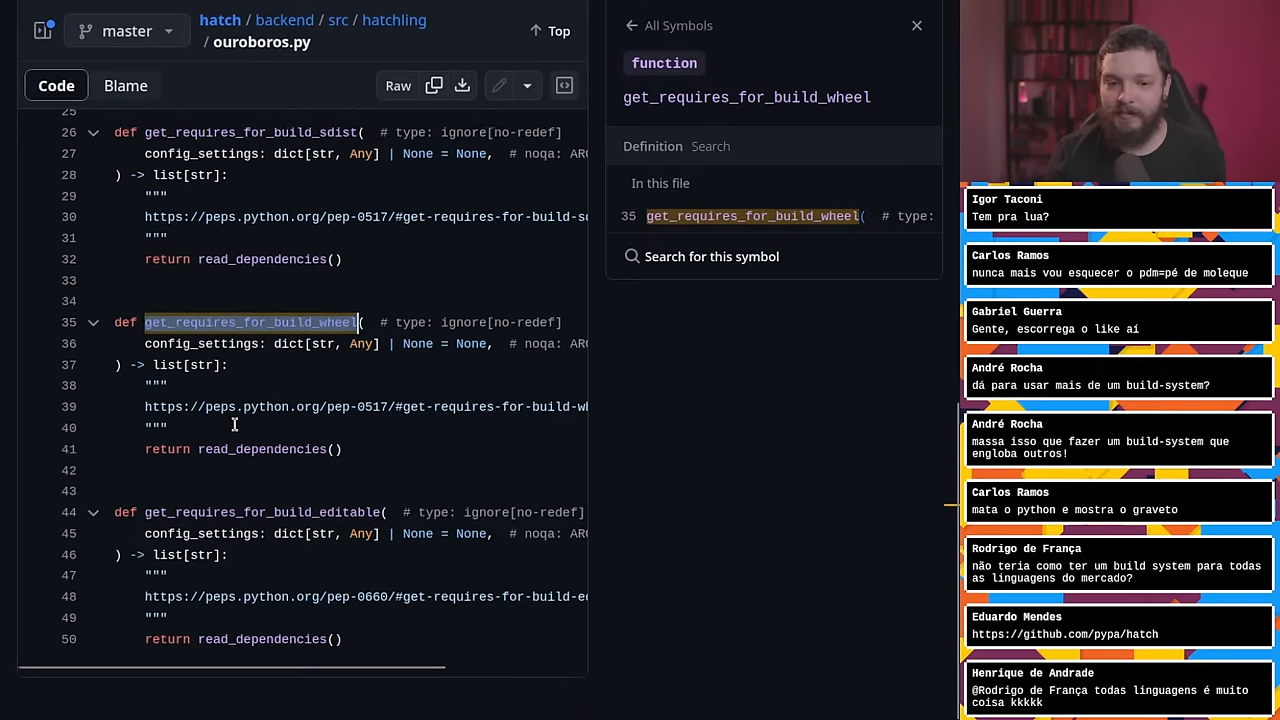 master
hatch / backend / src / hatchling
/ ouroboros.py
Top
Code
Blame
Raw
25
26 def get_requires_for_build_sdist( # type: ignore[no-redef]
27 config_settings: dict[str, Any] | None = None, # noqa: ARG
28 ) -> list[str]:
29 """
30 https://peps.python.org/pep-0517/#get-requires-for-build-sd
31 """
32 return read_dependencies()
33
34
35 def get_requires_for_build_wheel( # type: ignore[no-redef]
36 config_settings: dict[str, Any] | None = None, # noqa: ARG
37 ) -> list[str]:
38 """
39 https://peps.python.org/pep-0517/#get-requires-for-build-wh
40 """
41 return read_dependencies()
42
43
44 def get_requires_for_build_editable( # type: ignore[no-redef]
45 config_settings: dict[str, Any] | None = None, # noqa: ARG
46 ) -> list[str]:
47 """
48 https://peps.python.org/pep-0660/#get-requires-for-build-ed
49 """
50 return read_dependencies()
All Symbols
function
get_requires_for_build_wheel
Definition Search
In this file
35 get_requires_for_build_wheel( # type:
Search for this symbol
Igor Taconi
Tem pra lua?
Carlos Ramos
nunca mais vou esquecer o pdm=pé de moleque
Gabriel Guerra
Gente, escorrega o like aí
André Rocha
dá para usar mais de um build-system?
André Rocha
massa isso que fazer um build-system que
engloba outros!
Carlos Ramos
mata o python e mostra o graveto
Rodrigo de França
não teria como ter um build system para todas
as linguagens do mercado?
Eduardo Mendes
https://github.com/pypa/hatch
Henrique de Andrade
@Rodrigo de França todas linguagens é muito
coisa kkkkk